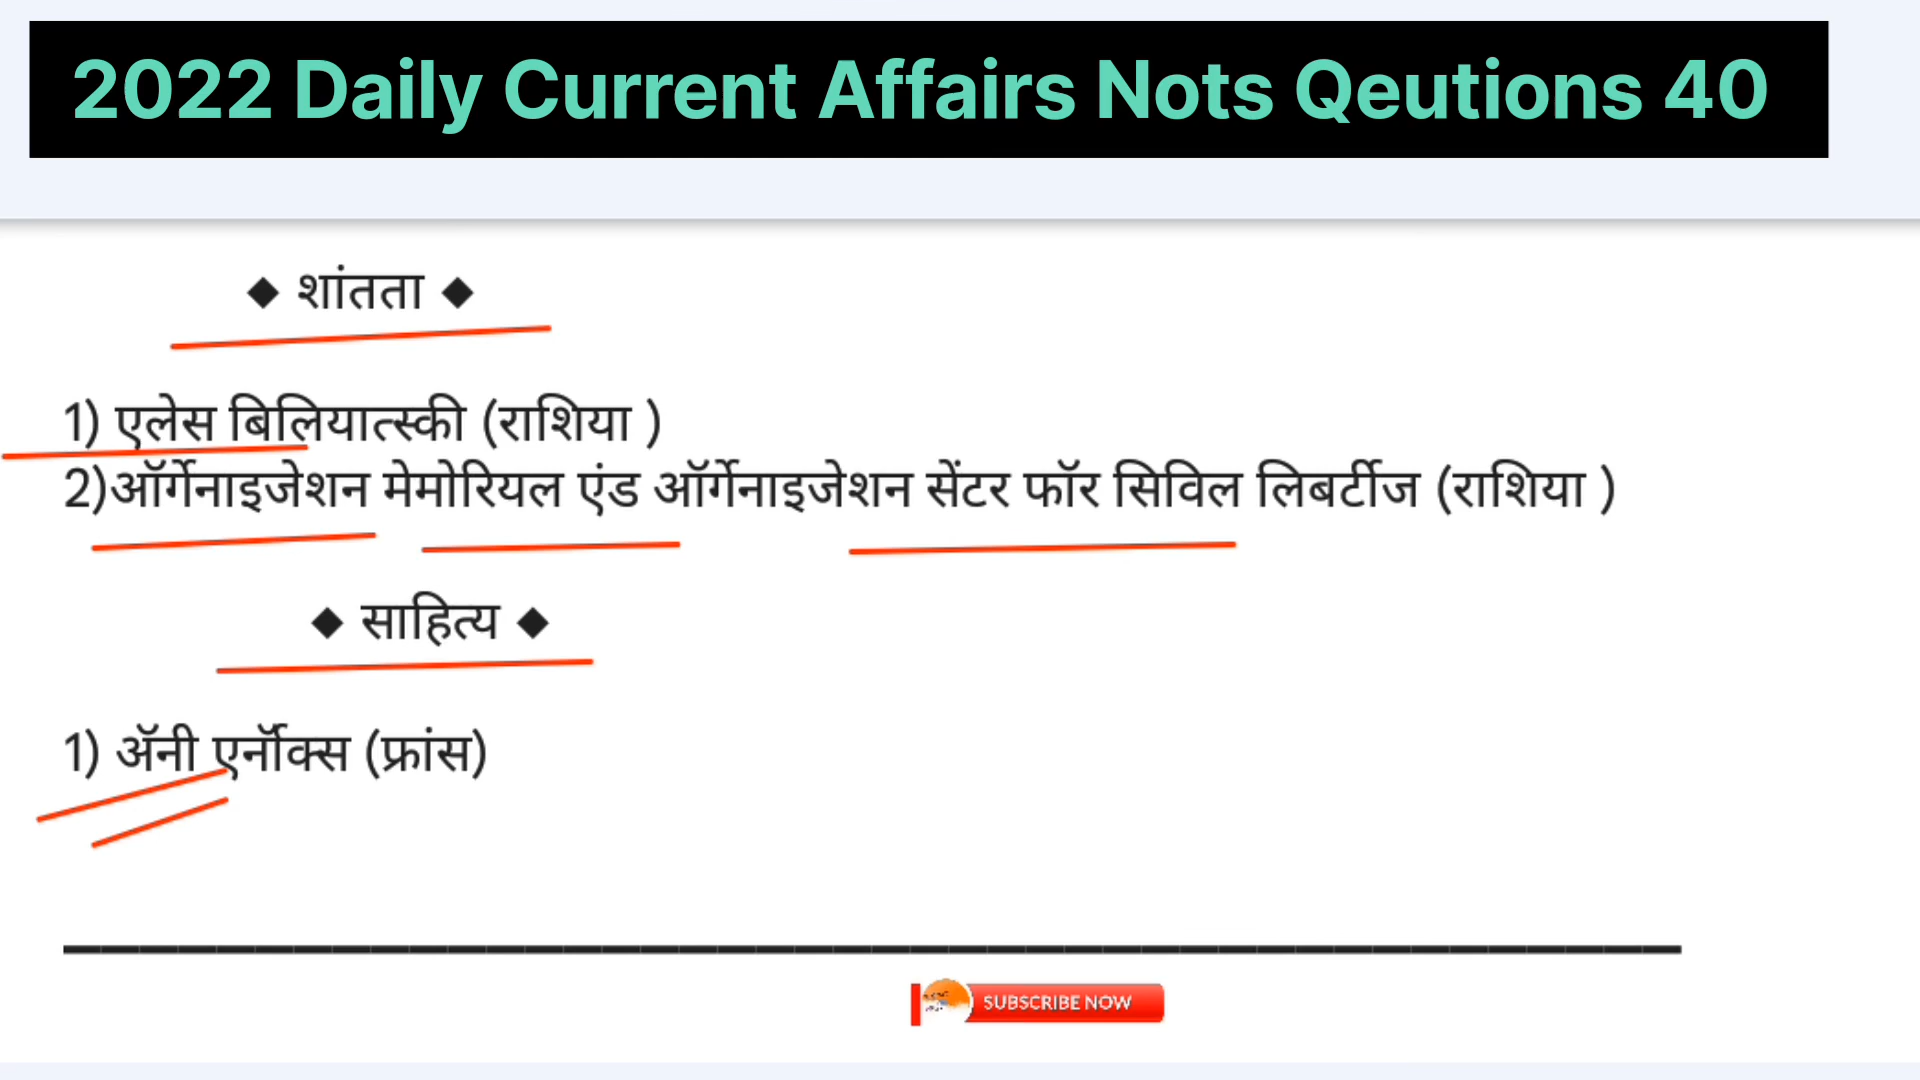 2022 Daily Current Affairs Nots Qeutions 40
◆ शांतता ◆
1) एलेस बिलियात्स्की (राशिया )
2)ऑर्गेनाइजेशन मेमोरियल एंड ऑर्गेनाइजेशन सेंटर फॉर सिविल लिबर्टीज (राशिया )
◆ साहित्य ◆
1) ॲनी एर्नॉक्स (फ्रांस)
SUBSCRIBE NOW